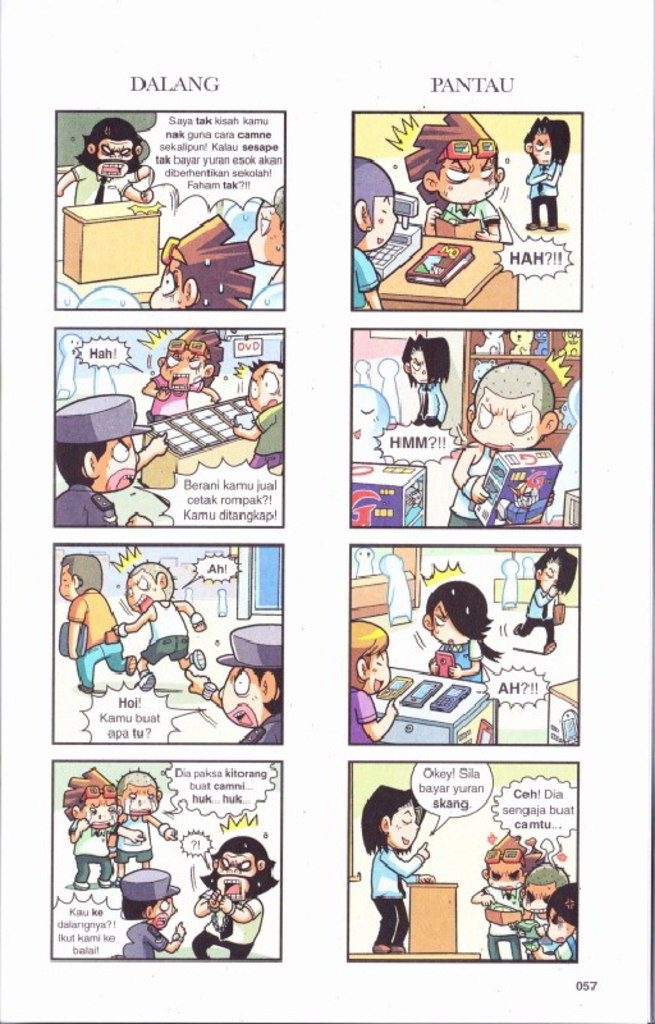 DALANG
Saya tak kisah kamu
nak guna cara camne
sekalipun! Kalau sesape
tak bayar yuran esok akan
diberhentikan sekolah!
Faham tak?!!
Hah!
DVD
Berani kamu jual
cetak rompak?!
Kamu ditangkap!
Ah!
Hoi!
Kamu buat
apa tu?
Dia paksa kitorang
buat camni...
huk... huk...
?!
Kau ke
dalangnya?!
Ikut kami ke
balai!
PANTAU
HAH?!!
HMM?!!
AH?!!
Okey! Sila
bayar yuran
skang.
Ceh! Dia
sengaja buat
camtu...
057